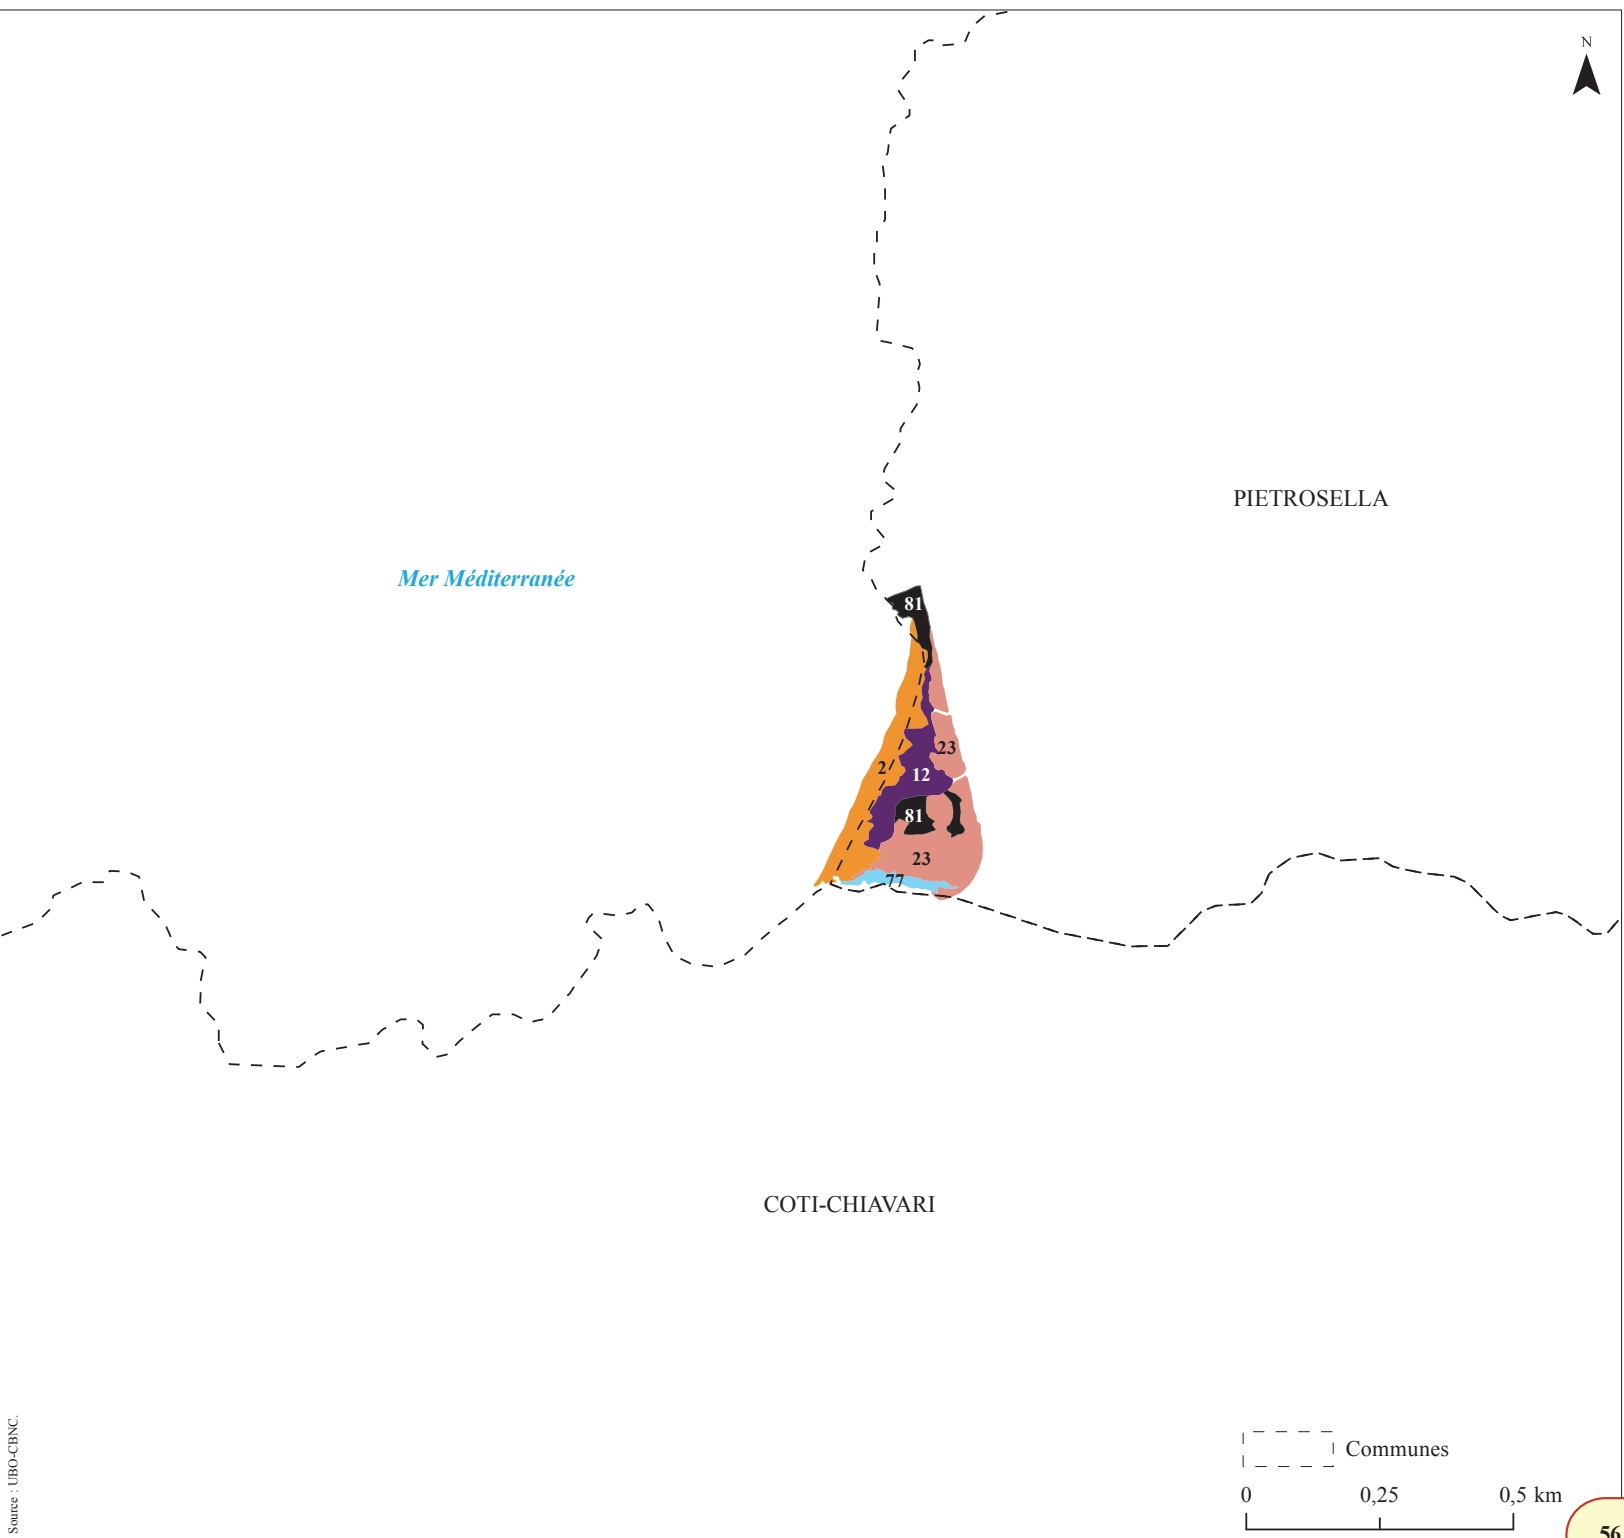 N
PIETROSELLA
Mer Méditerranée
81
23
2
12
81
23
77
COTI-CHIAVARI
Communes
0 0,25 0,5 km
Source : UBO-CBNC.